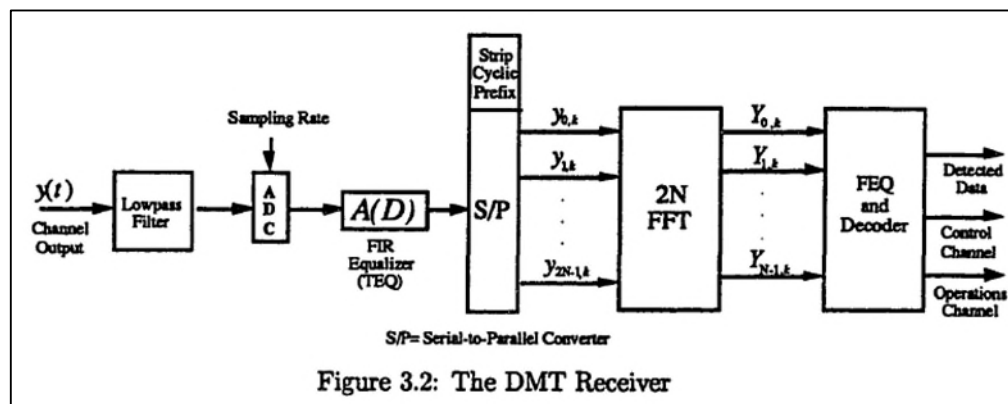 Strip
Cyclic
Prefix
Sampling Rate
y(t)
Channel
Output
Lowpass
Filter
A
D
C
A(D)
FIR
Equalizer
(TEQ)
S/P
y0,k
y1,k
y2N-1,k
2N
FFT
Y0,k
Y1,k
YN-1,k
FEQ
and
Decoder
Detected
Data
Control
Channel
Operations
Channel
S/P= Serial-to-Parallel Converter
Figure 3.2: The DMT Receiver